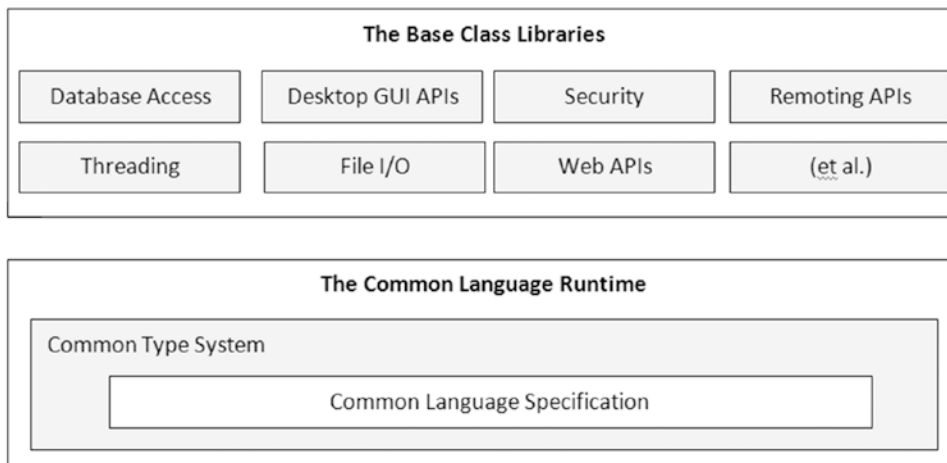 The Base Class Libraries
Database Access Desktop GUI APIs Security Remoting APIs
Threading File I/O Web APIs (et al.)
The Common Language Runtime
Common Type System
Common Language Specification